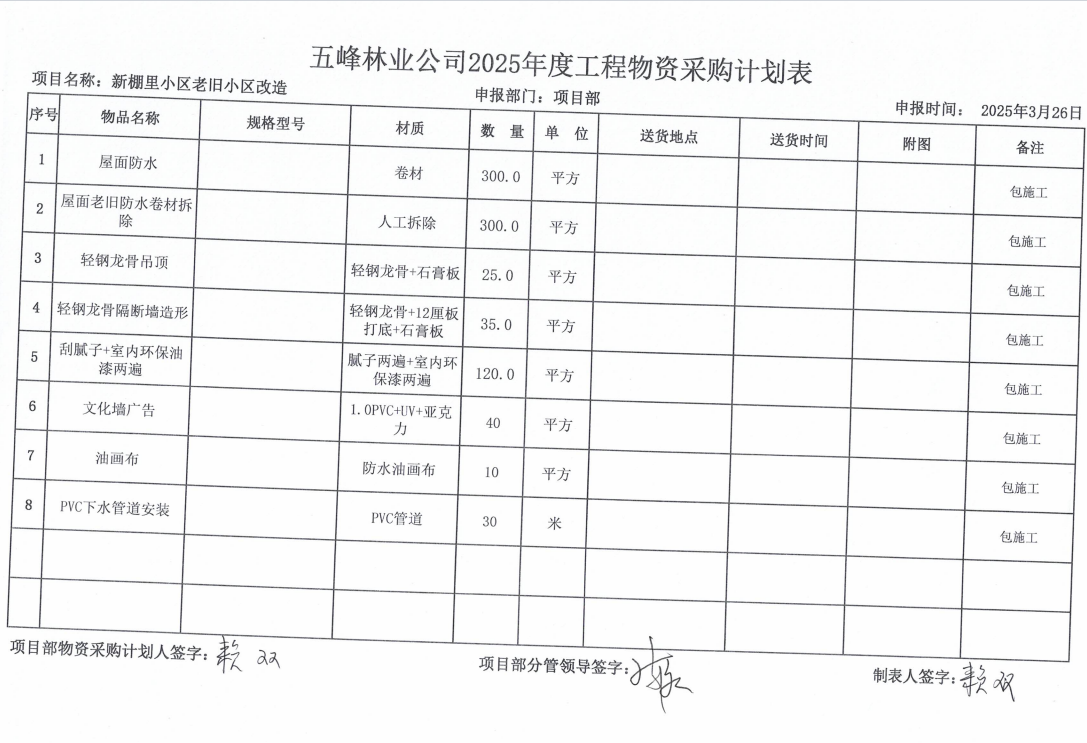 五峰林业公司2025年度工程物资采购计划表
项目名称: 新棚里小区老旧小区改造 申报部门: 项目部 申报时间: 2025年3月26日
序号 物品名称 规格型号 材质 数 量 单 位 送货地点 送货时间 附图 备注
1 屋面防水 卷材 300.0 平方 包施工
2 屋面老旧防水卷材拆除 人工拆除 300.0 平方 包施工
3 轻钢龙骨吊顶 轻钢龙骨+石膏板 25.0 平方 包施工
4 轻钢龙骨隔断墙造形 轻钢龙骨+12厘板打底+石膏板 35.0 平方 包施工
5 刮腻子+室内环保油漆两遍 腻子两遍+室内环保漆两遍 120.0 平方 包施工
6 文化墙广告 1.0PVC+UV+亚克力 40 平方 包施工
7 油画布 防水油画布 10 平方 包施工
8 PVC下水管道安装 PVC管道 30 米 包施工
项目部物资采购计划人签字: 赖双 项目部分管领导签字: 制表人签字: 赖双